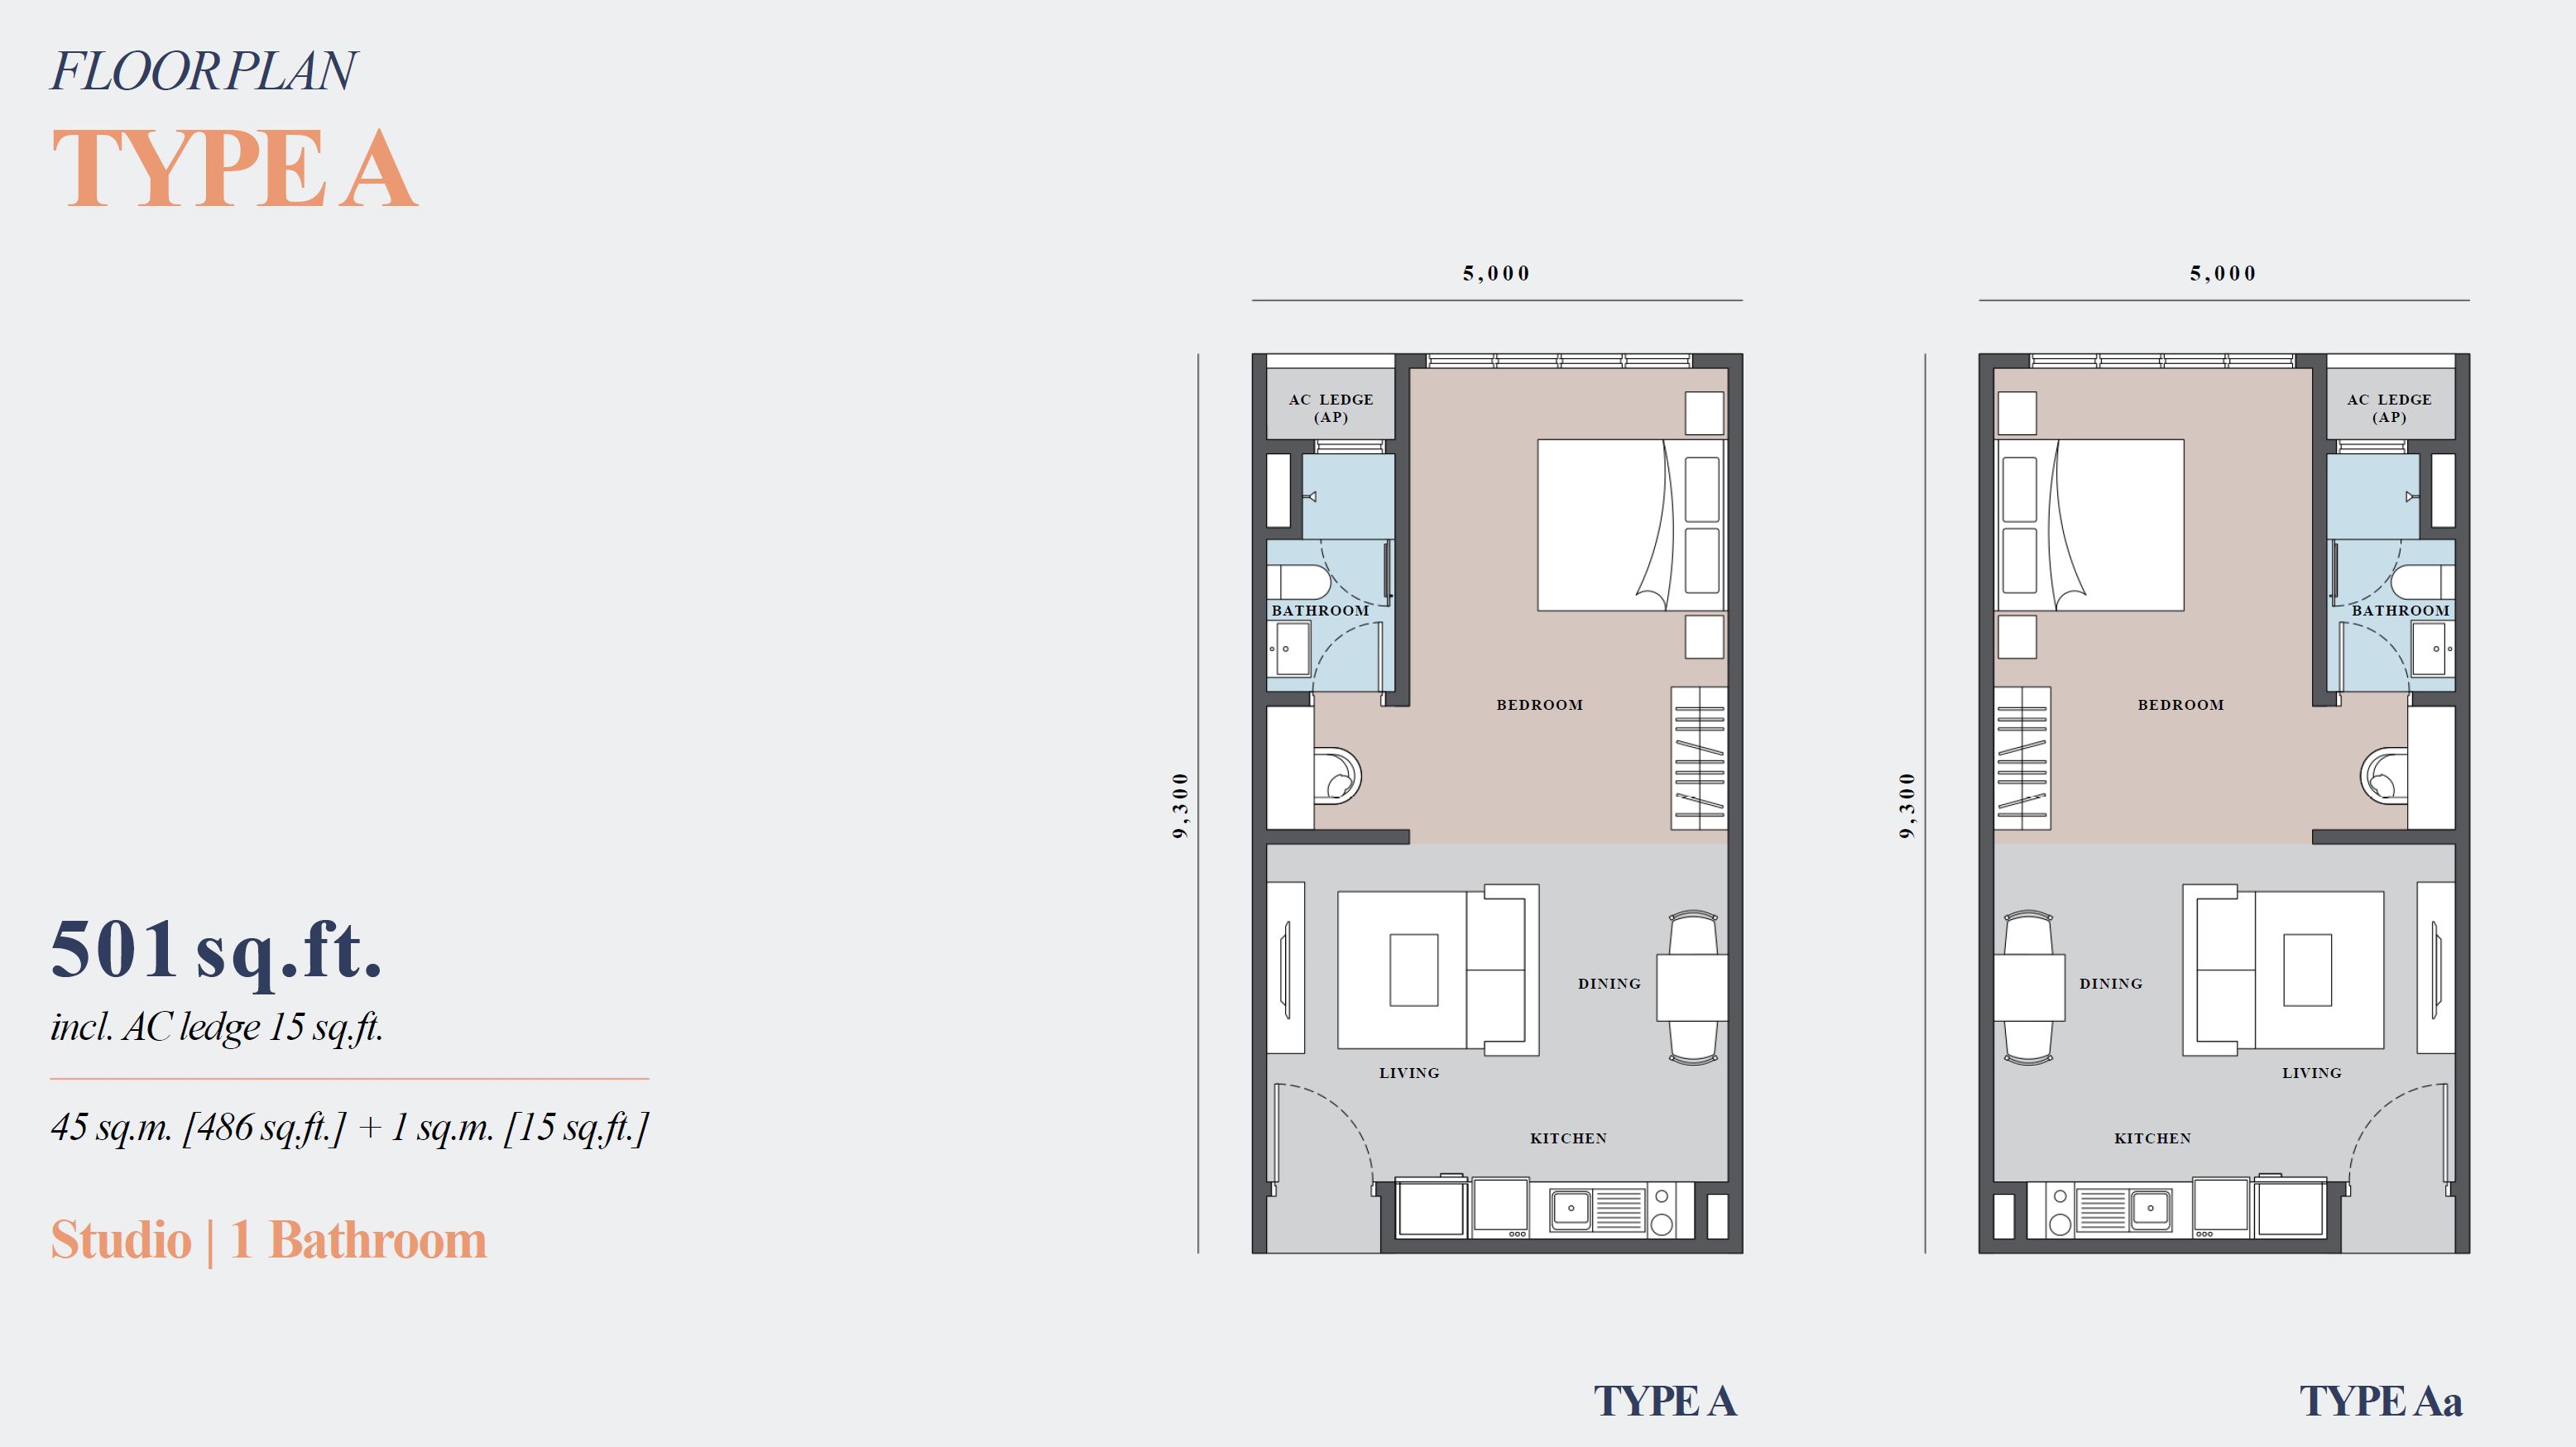 FLOORPLAN
TYPE A
501 sq.ft.
incl. AC ledge 15 sq.ft.
45 sq.m. [486 sq.ft.] + 1 sq.m. [15 sq.ft.]
Studio | 1 Bathroom
5,000
9,300
AC LEDGE
(AP)
BATHROOM
BEDROOM
DINING
LIVING
KITCHEN
TYPE A
5,000
9,300
AC LEDGE
(AP)
BATHROOM
BEDROOM
DINING
LIVING
KITCHEN
TYPE Aa